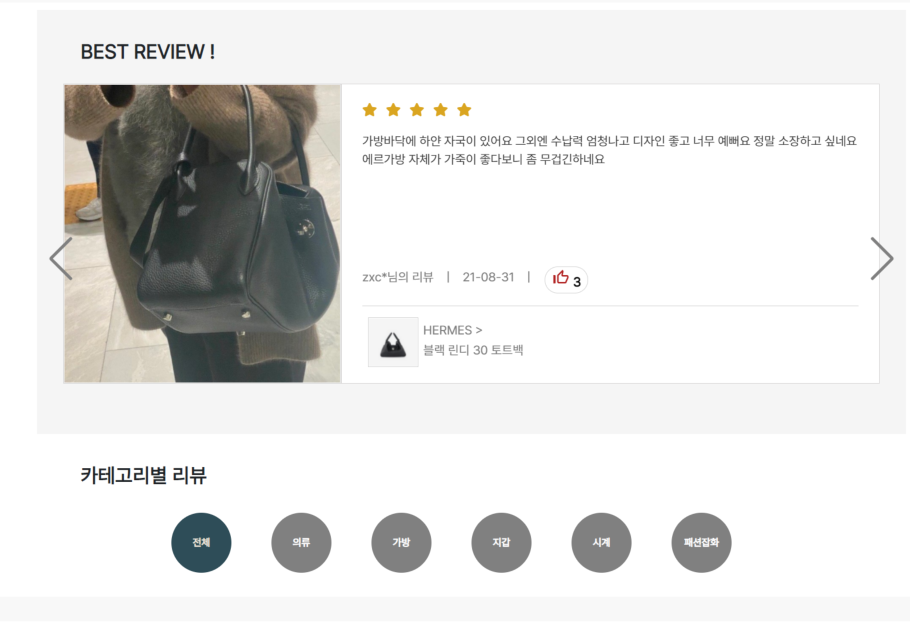 BEST REVIEW !
가방바닥에 하얀 자국이 있어요 그외엔 수납력 엄청나고 디자인 좋고 너무 예뻐요 정말 소장하고 싶네요
에르가방 자체가 가죽이 좋다보니 좀 무겁긴하네요
zxc*님의 리뷰 | 21-08-31 | 3
HERMES >
블랙 린디 30 토트백
카테고리별 리뷰
전체 의류 가방 지갑 시계 패션잡화